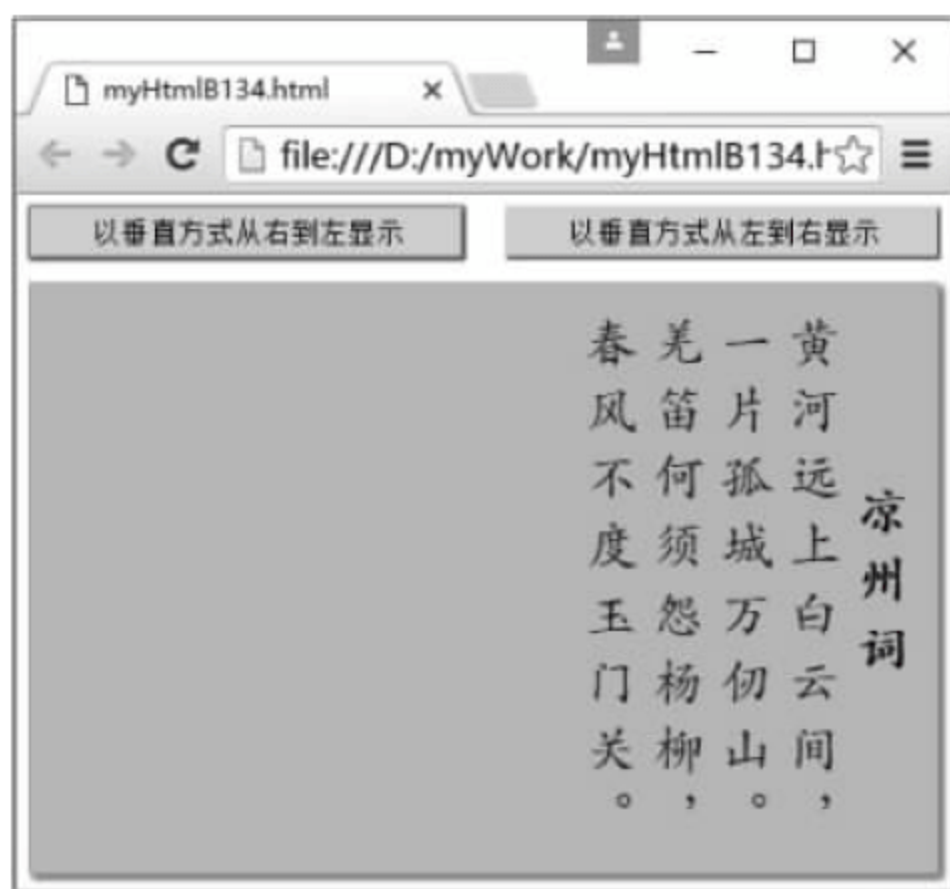 myHtmlB134.html
file:///D:/myWork/myHtmlB134.h
以垂直方式从右到左显示
以垂直方式从左到右显示
凉州词
黄河远上白云间，
一片孤城万仞山。
羌笛何须怨杨柳，
春风不度玉门关。